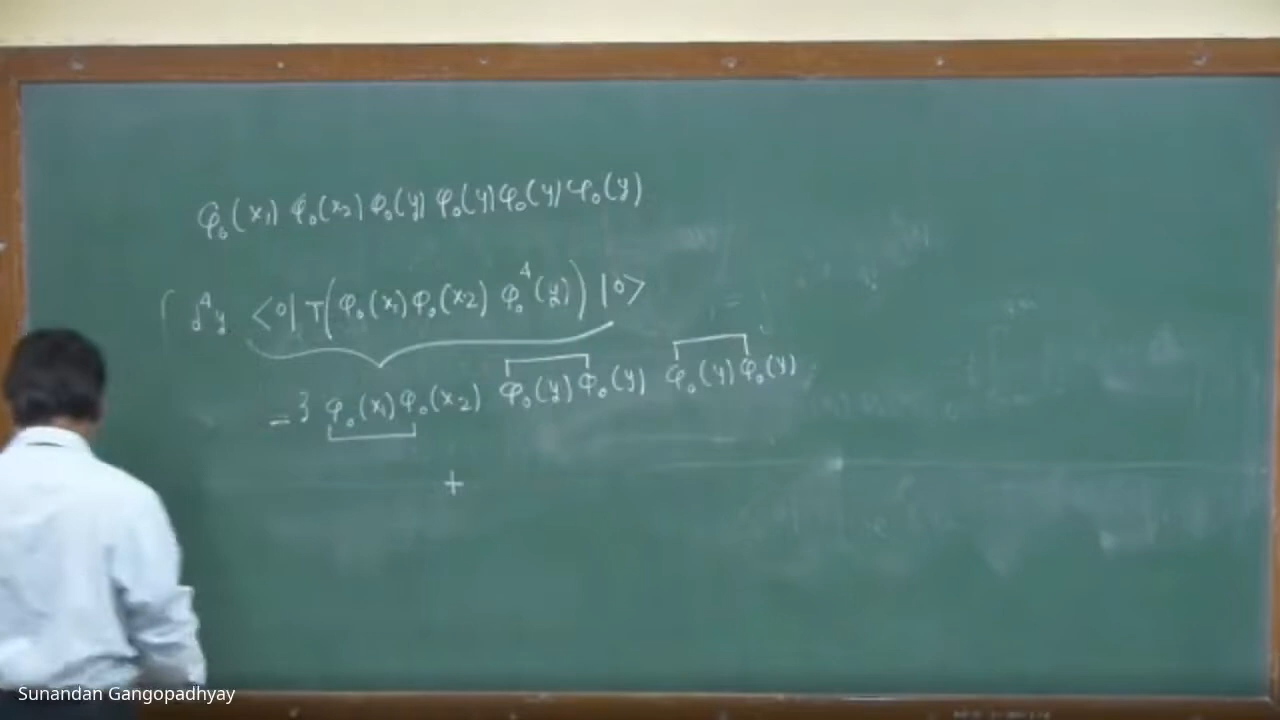 φ₀(x₁) φ₀(x₂) φ₀(y) φ₀(y) φ₀(y) φ₀(y)
∫ d⁴y <0| T(φ₀(x₁) φ₀(x₂) φ₀⁴(y)) |0>
= 3 φ₀(x₁) φ₀(x₂) φ₀(y) φ₀(y) φ₀(y) φ₀(y)
+
Sunandan Gangopadhyay